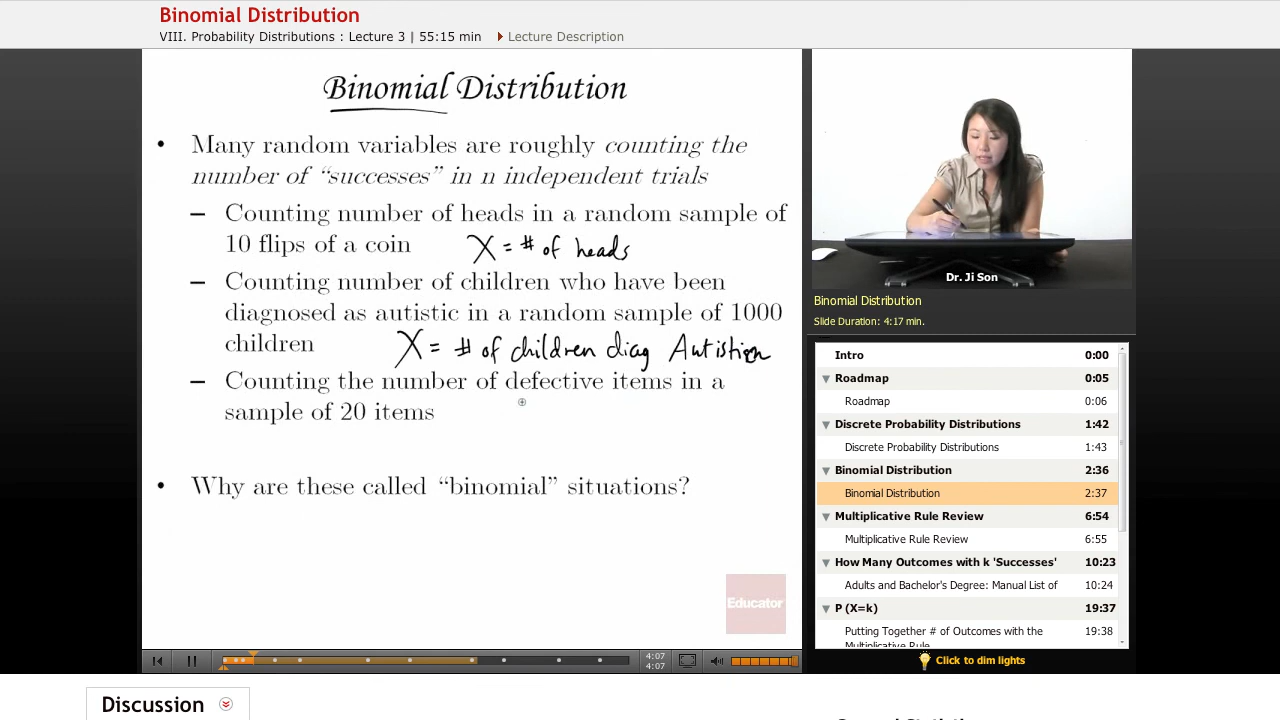 Binomial Distribution
VIII. Probability Distributions : Lecture 3 | 55:15 min
Lecture Description
Binomial Distribution
• Many random variables are roughly counting the
number of “successes” in n independent trials
– Counting number of heads in a random sample of
10 flips of a coin X = # of heads
– Counting number of children who have been
diagnosed as autistic in a random sample of 1000
children X = # of children diag Autistion
– Counting the number of defective items in a
sample of 20 items
• Why are these called “binomial” situations?
Educator
4:07
4:07
Dr. Ji Son
Binomial Distribution
Slide Duration: 4:17 min.
Intro 0:00
Roadmap 0:05
Roadmap 0:06
Discrete Probability Distributions 1:42
Discrete Probability Distributions 1:43
Binomial Distribution 2:36
Binomial Distribution 2:37
Multiplicative Rule Review 6:54
Multiplicative Rule Review 6:55
How Many Outcomes with k 'Successes' 10:23
Adults and Bachelor's Degree: Manual List of 10:24
P (X=k) 19:37
Putting Together # of Outcomes with the 19:38
Multiplicative Rule
Click to dim lights
Discussion